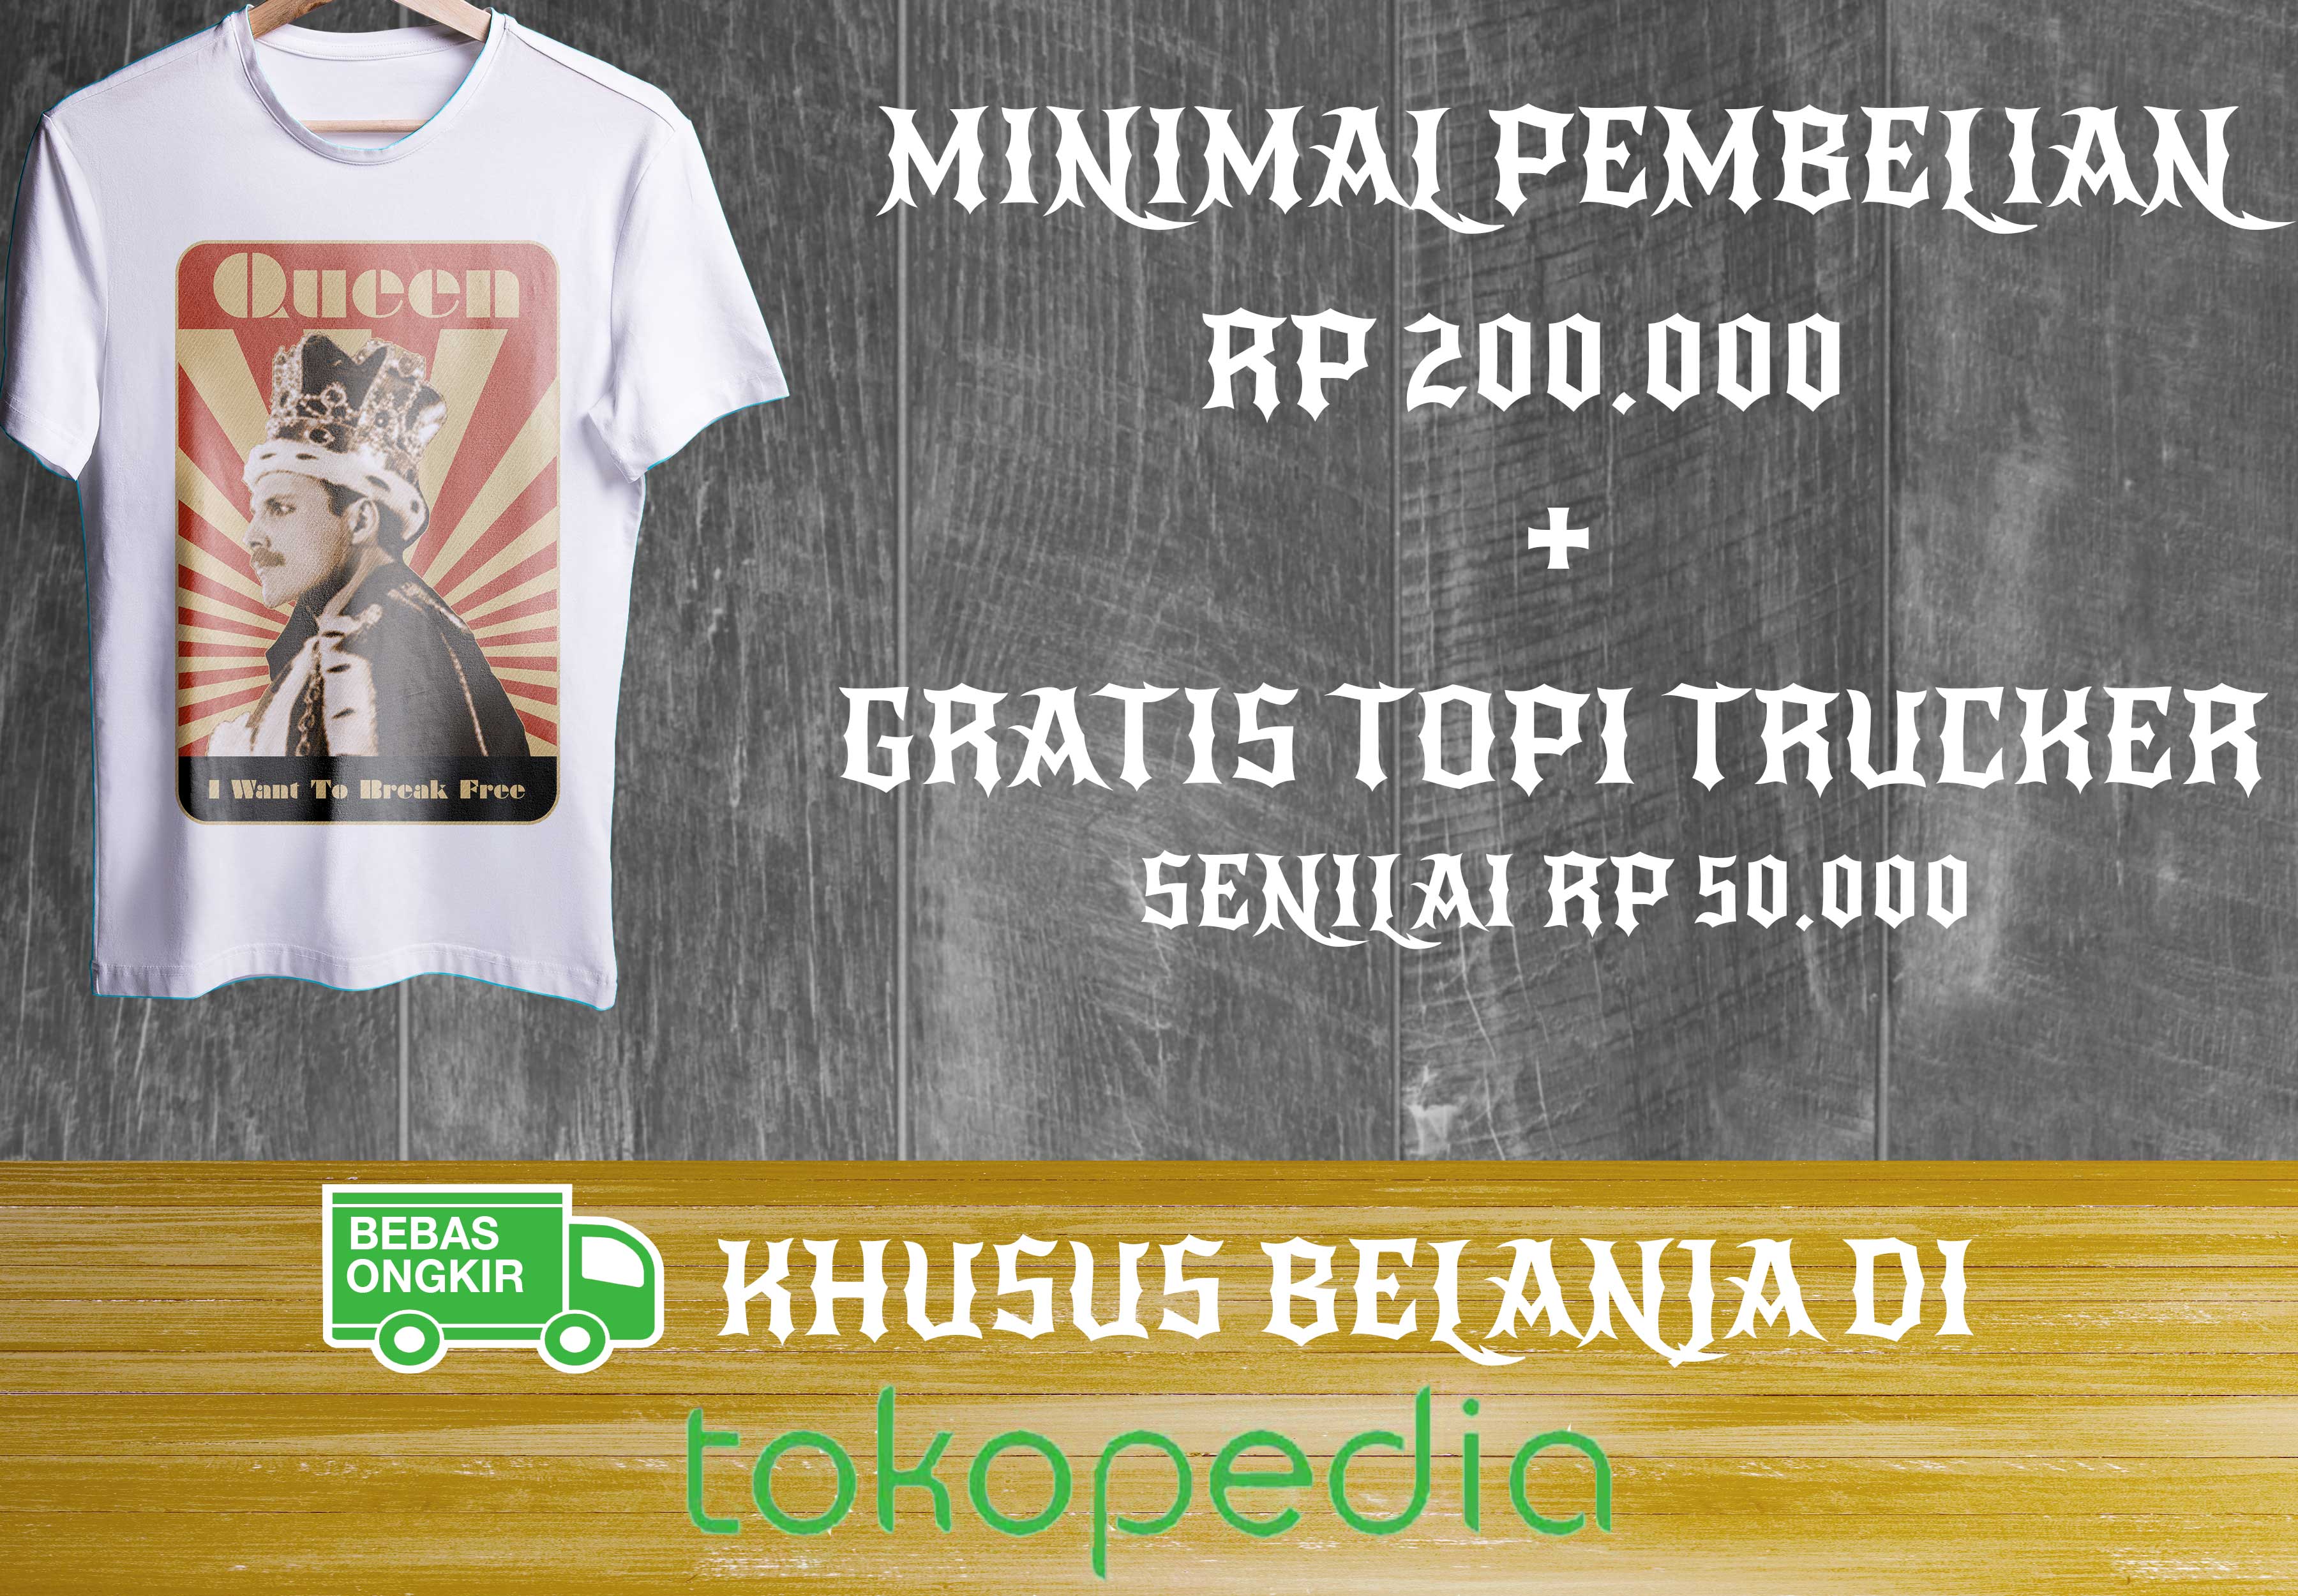 Queen
I Want To Break Free
MINIMAL PEMBELIAN
RP 200.000
+
GRATIS TOPI TRUCKER
SENILAI RP 50.000
BEBAS
ONGKIR
KHUSUS BELANJA DI
tokopedia